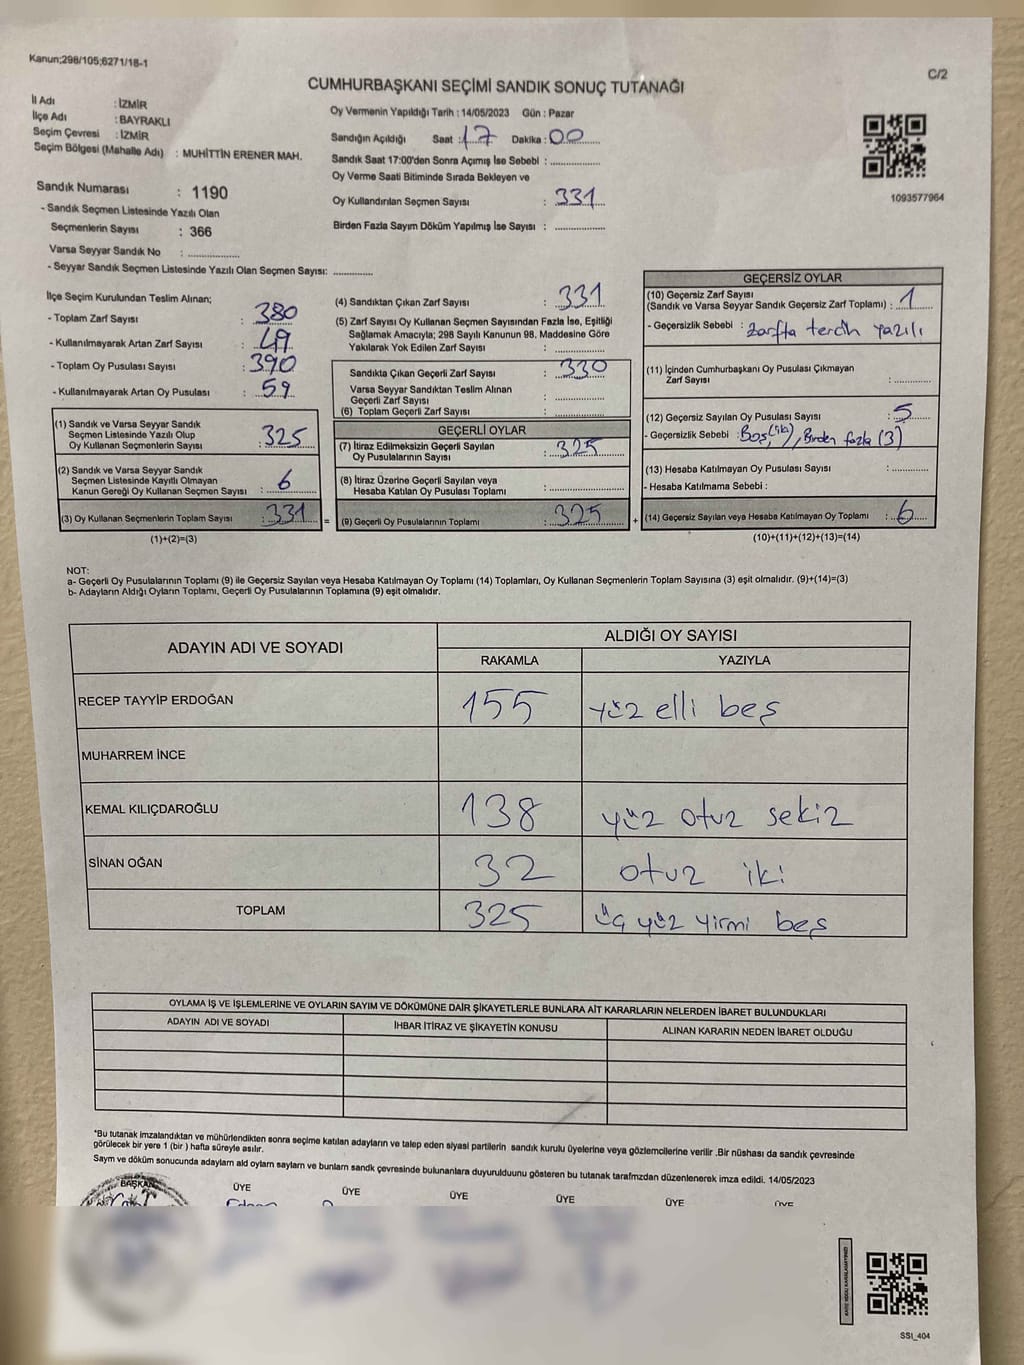 Kanun;298/105;6271/18-1
C/2
CUMHURBAŞKANI SEÇİMİ SANDIK SONUÇ TUTANAĞI
İl Adı : İZMİR
İlçe Adı : BAYRAKLI
Seçim Çevresi : İZMİR
Seçim Bölgesi (Mahalle Adı) : MUHİTTİN ERENER MAH.
Sandık Numarası : 1190
- Sandık Seçmen Listesinde Yazılı Olan
Seçmenlerin Sayısı : 366
Varsa Seyyar Sandık No :
- Seyyar Sandık Seçmen Listesinde Yazılı Olan Seçmen Sayısı:
Oy Vermenin Yapıldığı Tarih : 14/05/2023 Gün : Pazar
Sandığın Açıldığı Saat : 17 Dakika : 00
Sandık Saat 17:00'den Sonra Açımış İse Sebebi :
Oy Verme Saati Bitiminde Sırada Bekleyen ve
Oy Kullandırılan Seçmen Sayısı : 331
Birden Fazla Sayım Döküm Yapılmış İse Sayısı :
1093577964
İlçe Seçim Kurulundan Teslim Alınan;
- Toplam Zarf Sayısı : 380
- Kullanılmayarak Artan Zarf Sayısı : 49
- Toplam Oy Pusulası Sayısı : 390
- Kullanılmayarak Artan Oy Pusulası : 59
(1) Sandık ve Varsa Seyyar Sandık
Seçmen Listesinde Yazılı Olup
Oy Kullanan Seçmenlerin Sayısı : 325
(2) Sandık ve Varsa Seyyar Sandık
Seçmen Listesinde Kayıtlı Olmayan
Kanun Gereği Oy Kullanan Seçmen Sayısı : 6
(3) Oy Kullanan Seçmenlerin Toplam Sayısı : 331
(1)+(2)=(3)
(4) Sandıktan Çıkan Zarf Sayısı : 331
(5) Zarf Sayısı Oy Kullanan Seçmen Sayısından Fazla İse, Eşitliği
Sağlamak Amacıyla; 298 Sayılı Kanunun 98. Maddesine Göre
Yakılarak Yok Edilen Zarf Sayısı :
Sandıkta Çıkan Geçerli Zarf Sayısı : 330
Varsa Seyyar Sandıktan Teslim Alınan
Geçerli Zarf Sayısı :
(6) Toplam Geçerli Zarf Sayısı :
GEÇERLİ OYLAR
(7) İtiraz Edilmeksizin Geçerli Sayılan
Oy Pusulalarının Sayısı : 325
(8) İtiraz Üzerine Geçerli Sayılan veya
Hesaba Katılan Oy Pusulası Toplamı :
= (9) Geçerli Oy Pusulalarının Toplamı : 325 +
GEÇERSİZ OYLAR
(10) Geçersiz Zarf Sayısı
(Sandık ve Varsa Seyyar Sandık Geçersiz Zarf Toplamı) : 1
- Geçersizlik Sebebi : zarfta tercih yazılı
(11) İçinden Cumhurbaşkanı Oy Pusulası Çıkmayan
Zarf Sayısı :
(12) Geçersiz Sayılan Oy Pusulası Sayısı : 5
- Geçersizlik Sebebi : Boş (iki), Birden fazla (3)
(13) Hesaba Katılmayan Oy Pusulası Sayısı :
- Hesaba Katılmama Sebebi :
(14) Geçersiz Sayılan veya Hesaba Katılmayan Oy Toplamı : 6
(10)+(11)+(12)+(13)=(14)
NOT:
a- Geçerli Oy Pusulalarının Toplamı (9) ile Geçersiz Sayılan veya Hesaba Katılmayan Oy Toplamı (14) Toplamları, Oy Kullanan Seçmenlerin Toplam Sayısına (3) eşit olmalıdır. (9)+(14)=(3)
b- Adayların Aldığı Oyların Toplamı, Geçerli Oy Pusulalarının Toplamına (9) eşit olmalıdır.
ADAYIN ADI VE SOYADI
ALDIĞI OY SAYISI
RAKAMLA YAZIYLA
RECEP TAYYİP ERDOĞAN 155 yüz elli beş
MUHARREM İNCE
KEMAL KILIÇDAROĞLU 138 yüz otuz sekiz
SİNAN OĞAN 32 otuz iki
TOPLAM 325 üç yüz yirmi beş
OYLAMA İŞ VE İŞLEMLERİNE VE OYLARIN SAYIM VE DÖKÜMÜNE DAİR ŞİKAYETLERLE BUNLARA AİT KARARLARIN NELERDEN İBARET BULUNDUKLARI
ADAYIN ADI VE SOYADI İHBAR İTİRAZ VE ŞİKAYETİN KONUSU ALINAN KARARIN NEDEN İBARET OLDUĞU
*Bu tutanak imzalandıktan ve mühürlendikten sonra seçime katılan adayların ve talep eden siyasi partilerin sandık kurulu üyelerine veya gözlemcilerine verilir .Bir nüshası da sandık çevresinde
görülecek bir yere 1 (bir ) hafta süreyle asılır.
Sayım ve döküm sonucunda adayların ald oyların sayların ve bunların sandk çevresinde bulunanlara duyurulduunu gösteren bu tutanak tarafmzdan düzenlenerek imza edildi. 14/05/2023
BAŞKAN ÜYE ÜYE ÜYE ÜYE ÜYE ÜYE
SSI_404